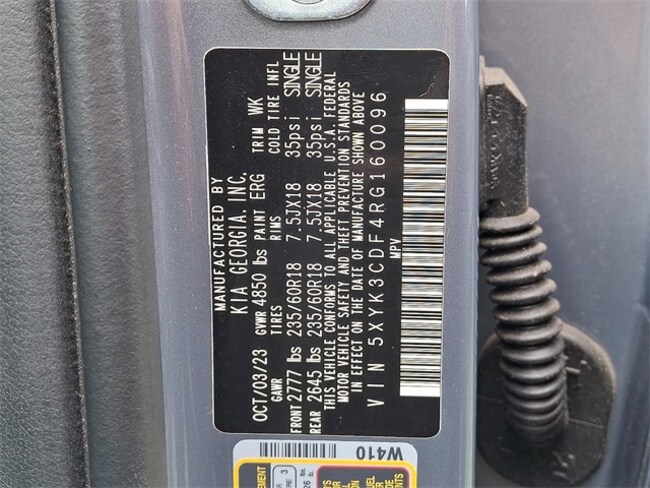 MANUFACTURED BY
KIA GEORGIA, INC.
OCT/03/23 GVWR 4850 lbs PAINT ERG TRIM WK
GAWR TIRES RIMS COLD TIRE INFL
FRONT 2777 lbs 235/60R18 7.5JX18 35psi SINGLE
REAR 2645 lbs 235/60R18 7.5JX18 35psi SINGLE
THIS VEHICLE CONFORMS TO ALL APPLICABLE U.S.A. FEDERAL
MOTOR VEHICLE SAFETY AND THEFT PREVENTION STANDARDS
IN EFFECT ON THE DATE OF MANUFACTURE SHOWN ABOVE
VIN 5XYK3CDF4RG160096
MPV
W410
3